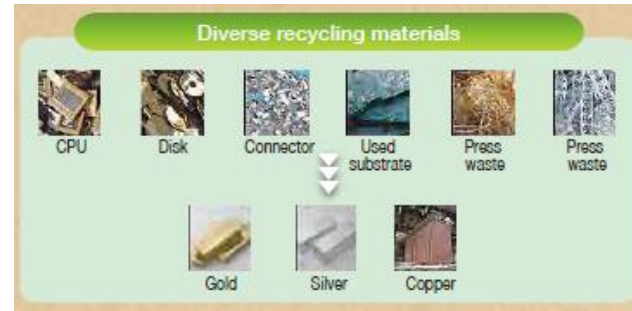 Diverse recycling materials
CPU
Disk
Connector
Used
substrate
Press
waste
Press
waste
Gold
Silver
Copper